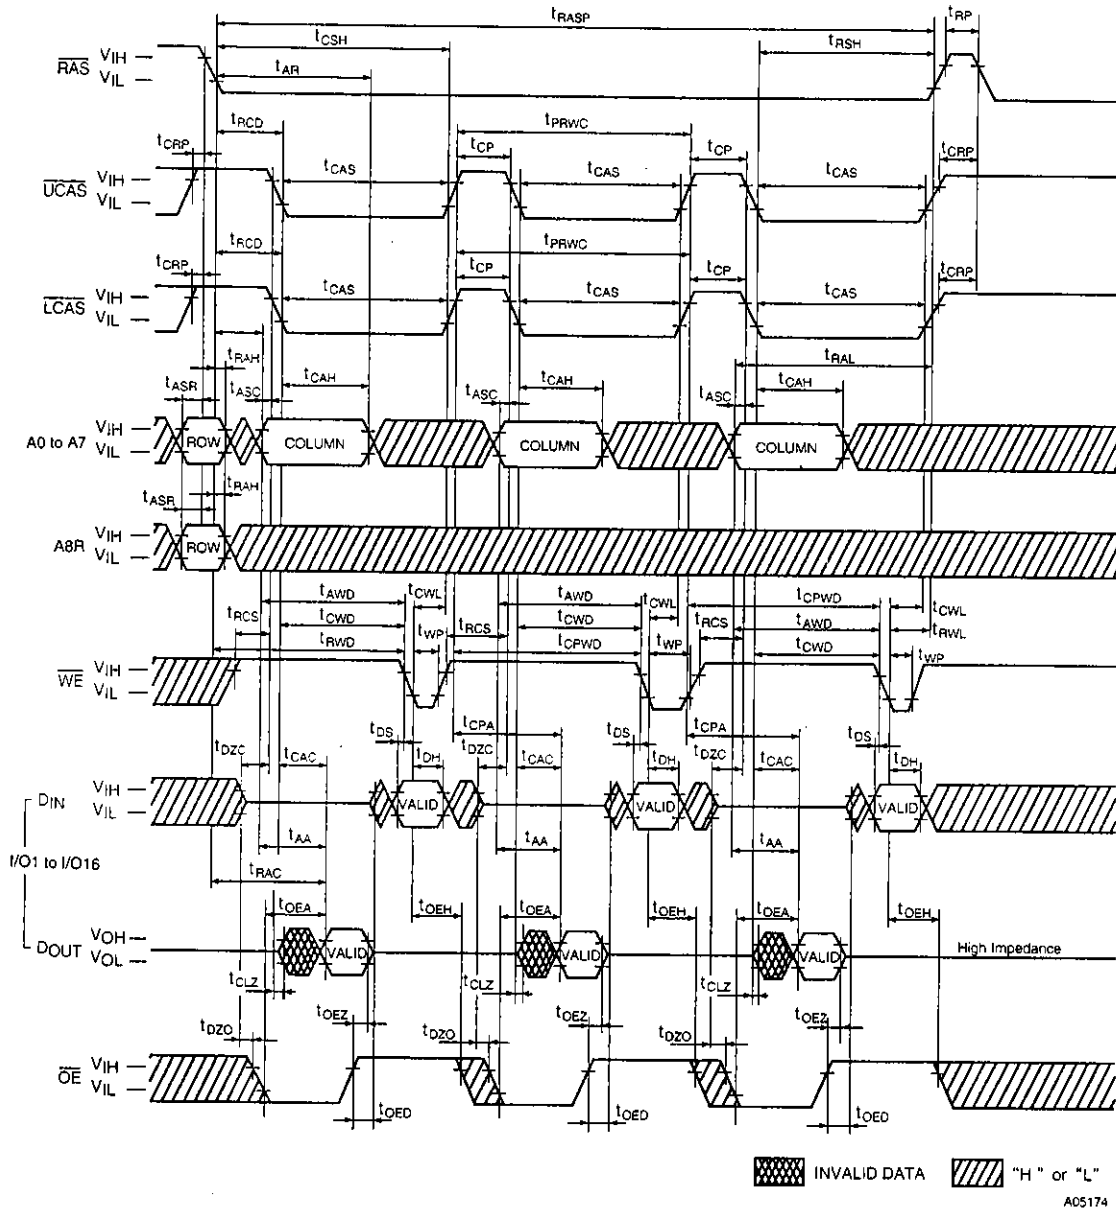 tRASP tRP
tCSH tRSH
RAS VIH VIL tAR
tRCD tPRWC
tCRP tCP tCP tCRP
UCAS VIH VIL tCAS tCAS tCAS
tRCD tPRWC
tCRP tCP tCP tCRP
LCAS VIH VIL tCAS tCAS tCAS
tRAH tRAL
tASR tASC tCAH tASC tCAH tASC tCAH
A0 to A7 VIH VIL ROW COLUMN COLUMN COLUMN
tASR tRAH
A8R VIH VIL ROW
tAWD tCWL tAWD tCWL tCPWD tCWL
tRCS tCWD tRCS tCWD tRCS tAWD tRWL
tRWD tWP tCPWD tWP tCWD tWP
WE VIH VIL
tCPA tCPA
tDS tDS tDS
tDZC tCAC tDH tDZC tCAC tDH tDZC tCAC tDH
DIN VIH VIL VALID VALID VALID
tAA tAA tAA
I/O1 to I/O16
tRAC
tOEA tOEH tOEA tOEH tOEA tOEH
DOUT VOH VOL VALID VALID VALID High Impedance
tCLZ tCLZ tCLZ
tOEZ tOEZ tOEZ
tDZO tDZO tDZO
OE VIH VIL
tOED tOED tOED
INVALID DATA "H" or "L"
A05174